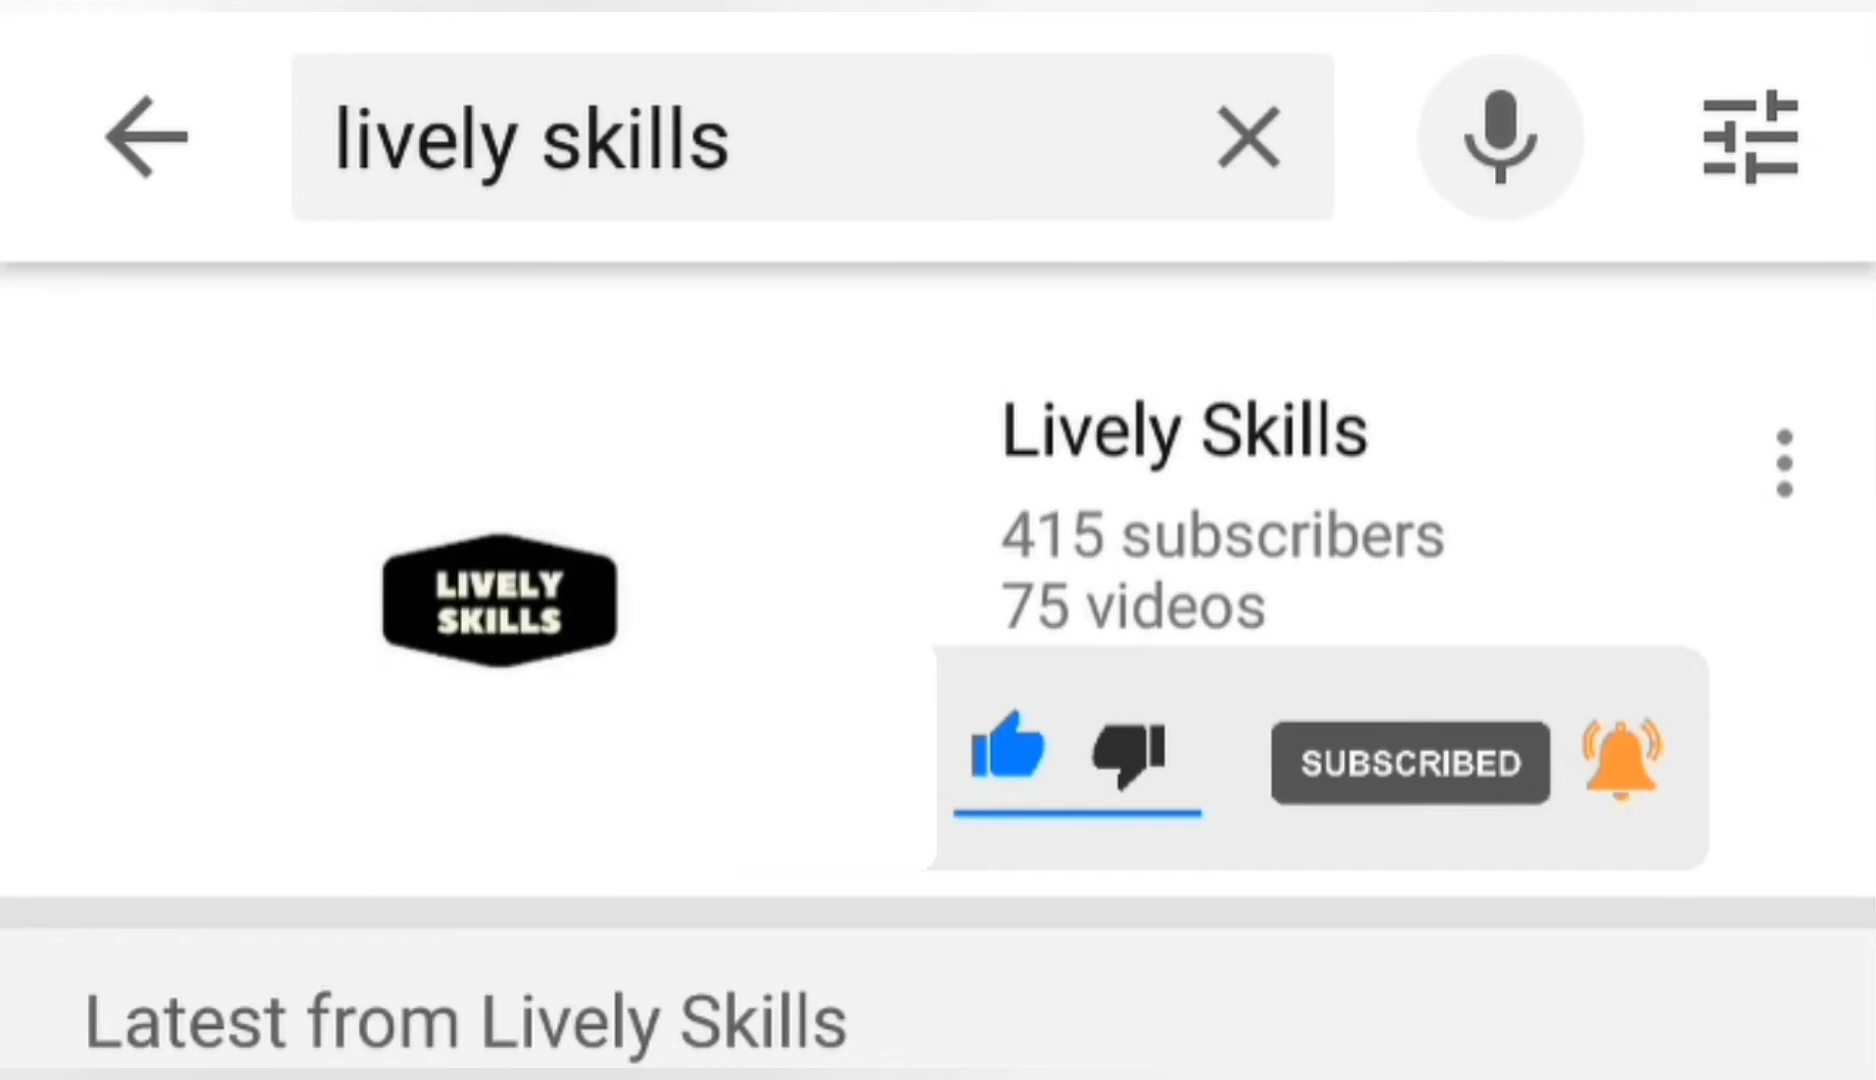 lively skills
Lively Skills
415 subscribers
75 videos
LIVELY
SKILLS
SUBSCRIBED
Latest from Lively Skills